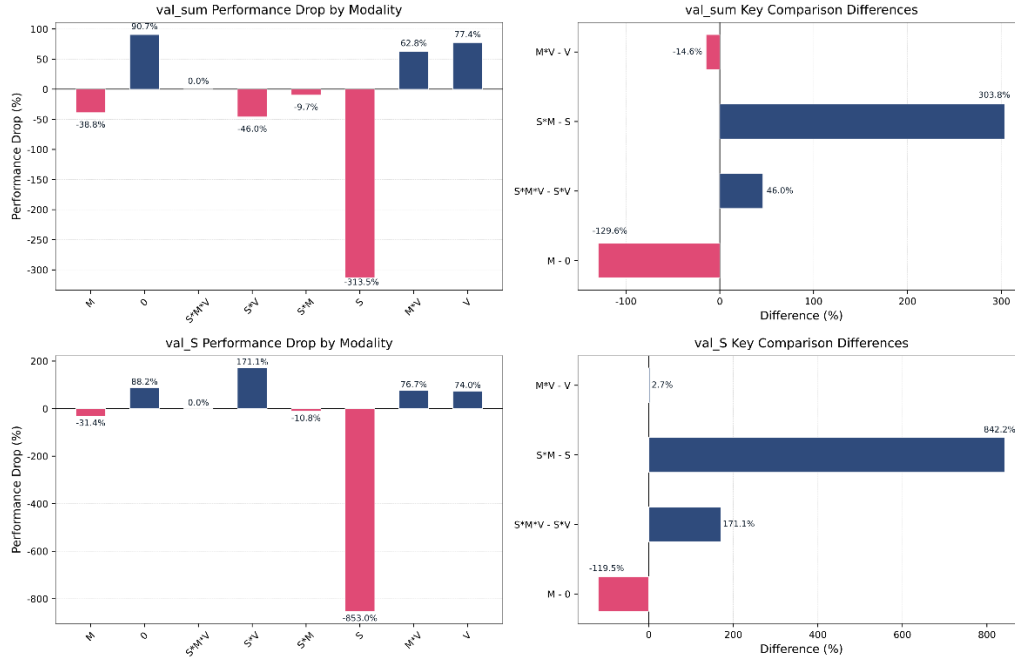 val_sum Performance Drop by Modality
Performance Drop (%)
100
50
0
-50
-100
-150
-200
-250
-300
-38.8%
90.7%
0.0%
-46.0%
-9.7%
-313.5%
62.8%
77.4%
M
0
S*M*V
S*V
S*M
S
M*V
V
val_sum Key Comparison Differences
M*V - V
S*M - S
S*M*V - S*V
M - 0
-14.6%
303.8%
46.0%
-129.6%
-100
0
100
200
300
Difference (%)
val_S Performance Drop by Modality
Performance Drop (%)
200
0
-200
-400
-600
-800
-31.4%
88.2%
0.0%
171.1%
-10.8%
-853.0%
76.7%
74.0%
M
0
S*M*V
S*V
S*M
S
M*V
V
val_S Key Comparison Differences
M*V - V
S*M - S
S*M*V - S*V
M - 0
2.7%
842.2%
171.1%
-119.5%
0
200
400
600
800
Difference (%)